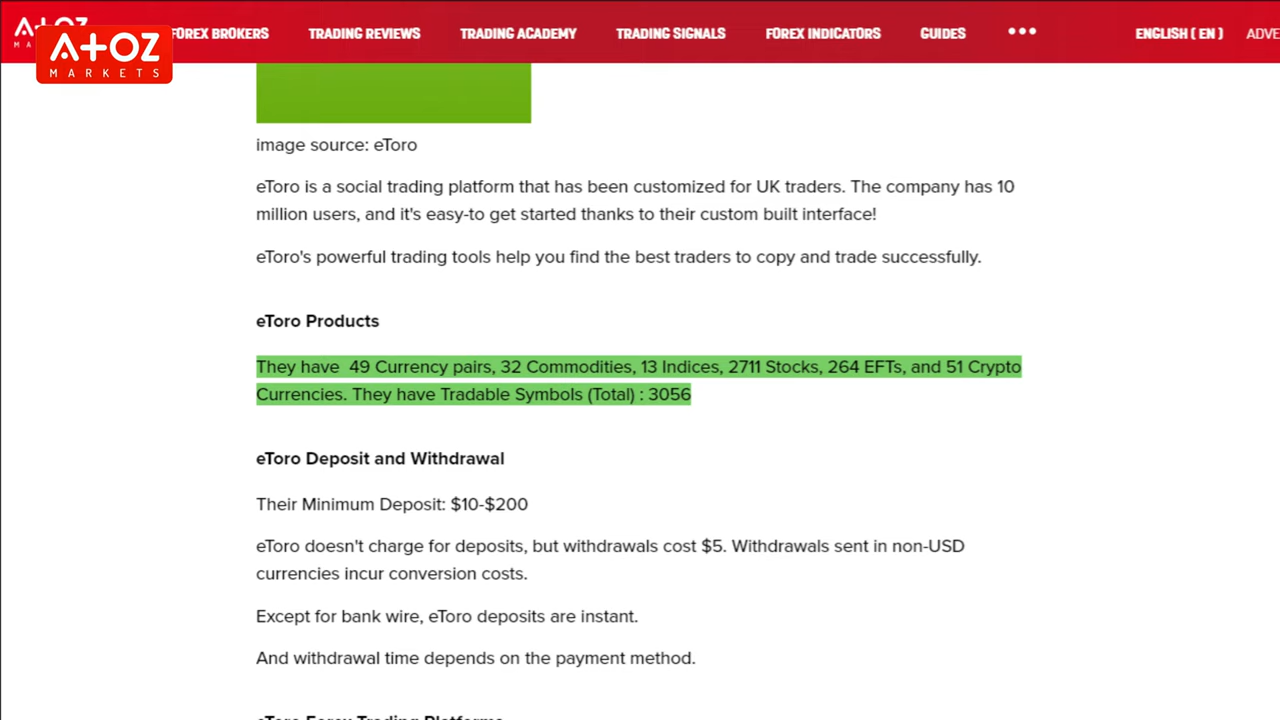 A+OZ
MARKETS
FOREX BROKERS TRADING REVIEWS TRADING ACADEMY TRADING SIGNALS FOREX INDICATORS GUIDES ••• ENGLISH ( EN ) ADVE
image source: eToro
eToro is a social trading platform that has been customized for UK traders. The company has 10
million users, and it's easy-to get started thanks to their custom built interface!
eToro's powerful trading tools help you find the best traders to copy and trade successfully.
eToro Products
They have 49 Currency pairs, 32 Commodities, 13 Indices, 2711 Stocks, 264 EFTs, and 51 Crypto
Currencies. They have Tradable Symbols (Total) : 3056
eToro Deposit and Withdrawal
Their Minimum Deposit: $10-$200
eToro doesn't charge for deposits, but withdrawals cost $5. Withdrawals sent in non-USD
currencies incur conversion costs.
Except for bank wire, eToro deposits are instant.
And withdrawal time depends on the payment method.
eToro Forex Trading Platforms